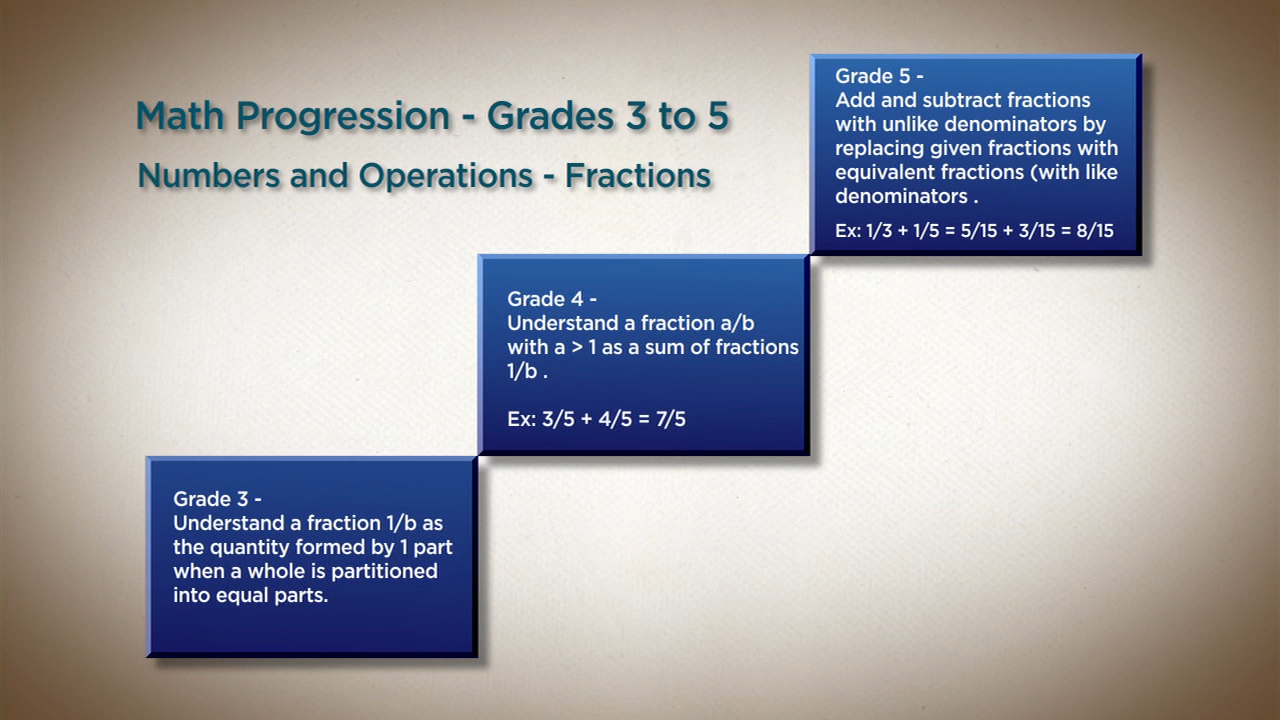 Math Progression - Grades 3 to 5
Numbers and Operations - Fractions
Grade 5 -
Add and subtract fractions
with unlike denominators by
replacing given fractions with
equivalent fractions (with like
denominators .
Ex: 1/3 + 1/5 = 5/15 + 3/15 = 8/15
Grade 4 -
Understand a fraction a/b
with a > 1 as a sum of fractions
1/b .
Ex: 3/5 + 4/5 = 7/5
Grade 3 -
Understand a fraction 1/b as
the quantity formed by 1 part
when a whole is partitioned
into equal parts.